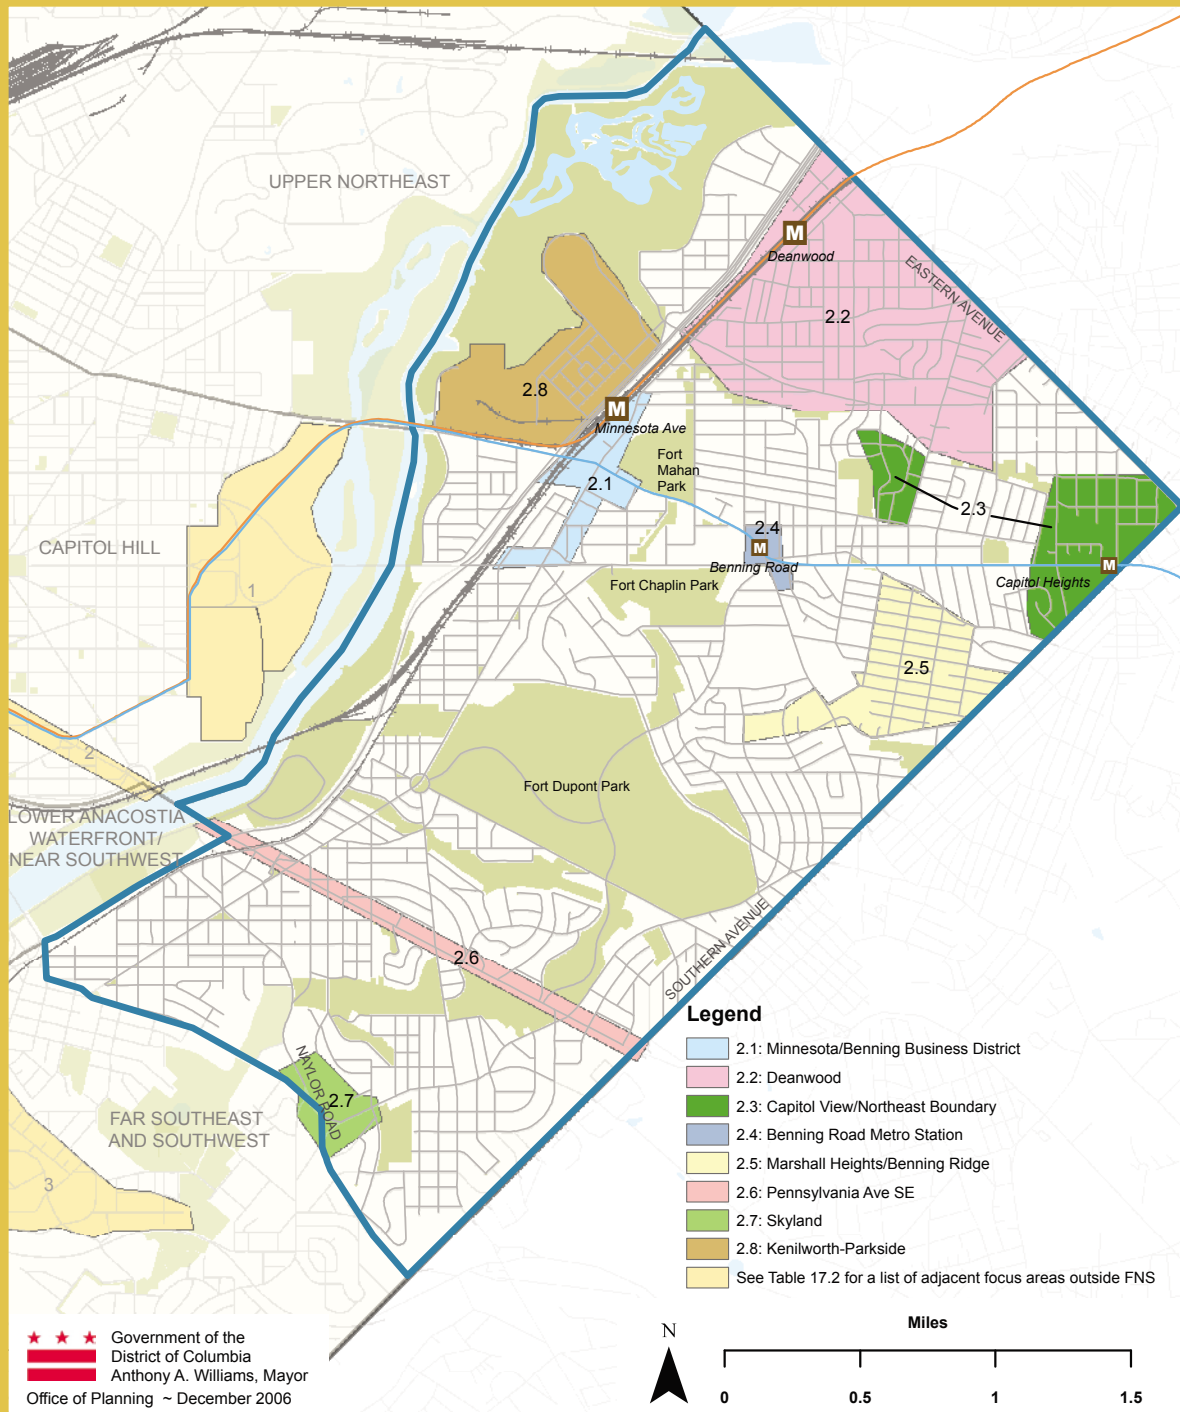 UPPER NORTHEAST
M
Deanwood
EASTERN AVENUE
2.2
2.8
M
Minnesota Ave
Fort
Mahan
Park
2.1
2.3
2.4
M
Benning Road
CAPITOL HILL
1
Fort Chaplin Park
M
Capitol Heights
2.5
2
Fort Dupont Park
LOWER ANACOSTIA
WATERFRONT/
NEAR SOUTHWEST
2.6
SOUTHERN AVENUE
NAYLOR ROAD
2.7
FAR SOUTHEAST
AND SOUTHWEST
3
Legend
2.1: Minnesota/Benning Business District
2.2: Deanwood
2.3: Capitol View/Northeast Boundary
2.4: Benning Road Metro Station
2.5: Marshall Heights/Benning Ridge
2.6: Pennsylvania Ave SE
2.7: Skyland
2.8: Kenilworth-Parkside
See Table 17.2 for a list of adjacent focus areas outside FNS
Government of the
District of Columbia
Anthony A. Williams, Mayor
Office of Planning ~ December 2006
N
Miles
0 0.5 1 1.5